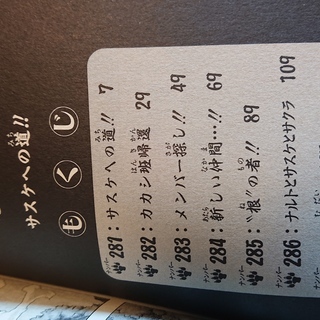 サスケへの道!!
もくじ
ナンバー281：サスケへの道!! 7
ナンバー282：カカシ班帰還 29
ナンバー283：メンバー探し!! 49
ナンバー284：新しい仲間…!! 69
ナンバー285：“根”の者!! 89
ナンバー286：ナルトとサスケとサクラ 109